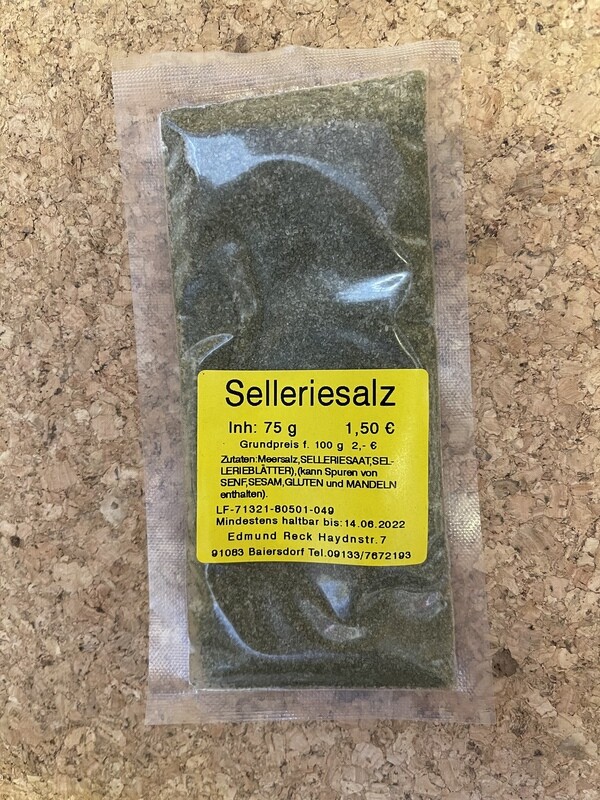 Selleriesalz
Inh: 75 g 1,50 €
Grundpreis f. 100 g 2,- €
Zutaten:Meersalz,SELLERIESAAT,SEL-
LERIEBLÄTTER),(kann Spuren von
SENF,SESAM,GLUTEN und MANDELN
enthalten).
LF-71321-80501-049
Mindestens haltbar bis:14.06.2022
Edmund Reck Haydnstr.7
91083 Baiersdorf Tel.09133/7672193